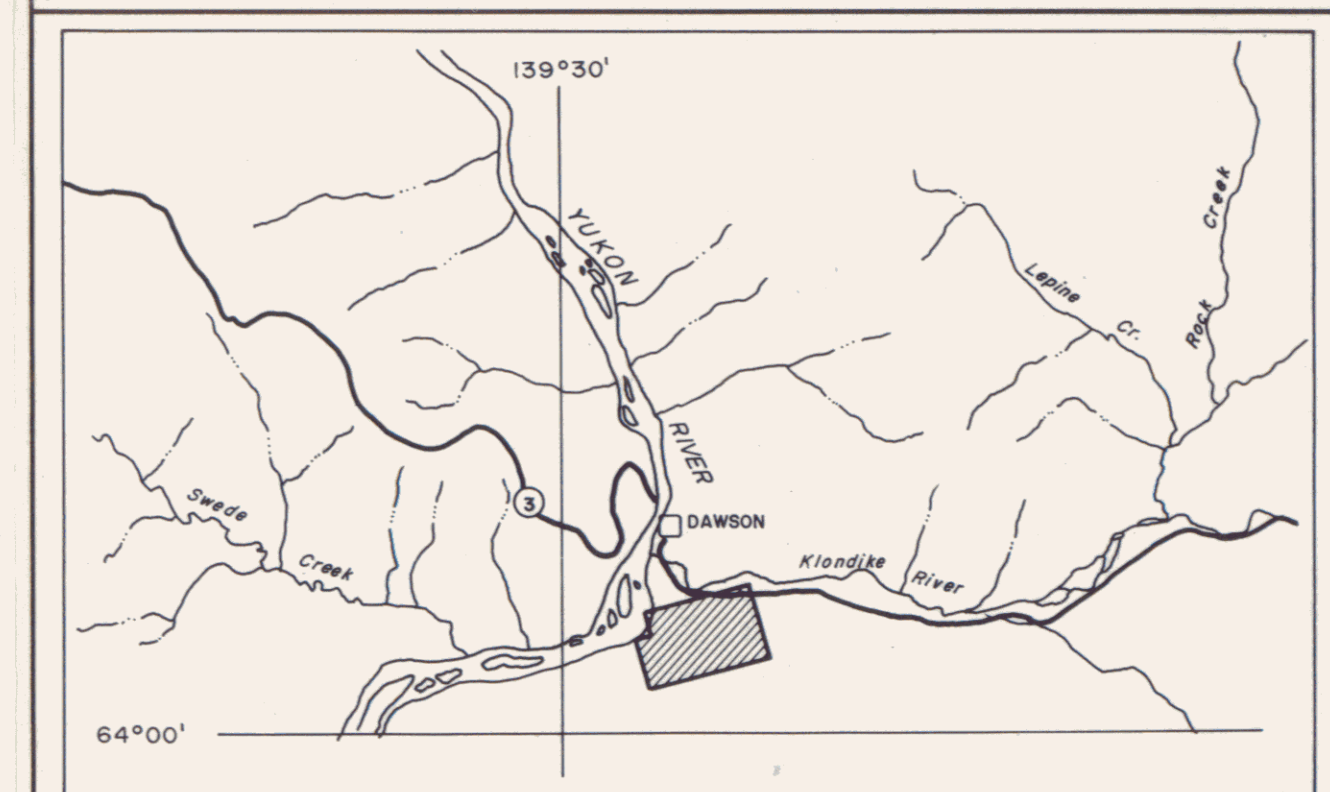 139°30'
YUKON
RIVER
Creek
Rock
Lepine
Cr.
Swede
Creek
3
DAWSON
Klondike
River
64°00'